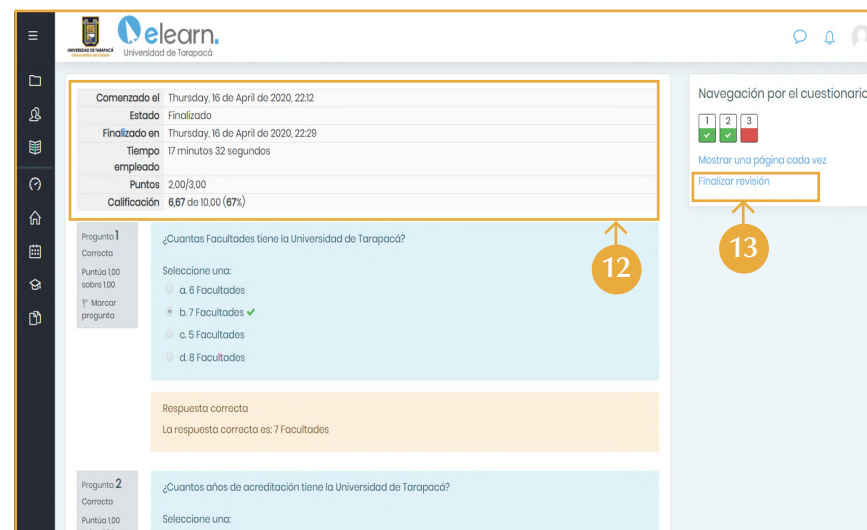 UNIVERSIDAD DE TARAPACÁ
Universidad del Estado
elearn.
Universidad de Tarapacá
Comenzado el Thursday, 16 de April de 2020, 22:12
Estado Finalizado
Finalizado en Thursday, 16 de April de 2020, 22:29
Tiempo empleado 17 minutos 32 segundos
Puntos 2,00/3,00
Calificación 6,67 de 10,00 (67%)
12
Pregunta 1
Correcta
Puntúa 1,00
sobre 1,00
Marcar
pregunta
¿Cuantas Facultades tiene la Universidad de Tarapacá?
Seleccione una:
a. 6 Facultades
b. 7 Facultades
c. 5 Facultades
d. 8 Facultades
Respuesta correcta
La respuesta correcta es: 7 Facultades
Pregunta 2
Correcta
Puntúa 1,00
¿Cuantos años de acreditación tiene la Universidad de Tarapacá?
Seleccione una:
Navegación por el cuestionario
1 2 3
Mostrar una página cada vez
Finalizar revisión
13